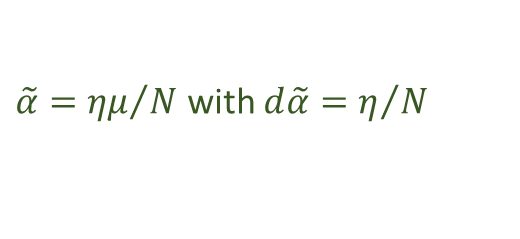 α̃ = ημ/N with dα̃ = η/N